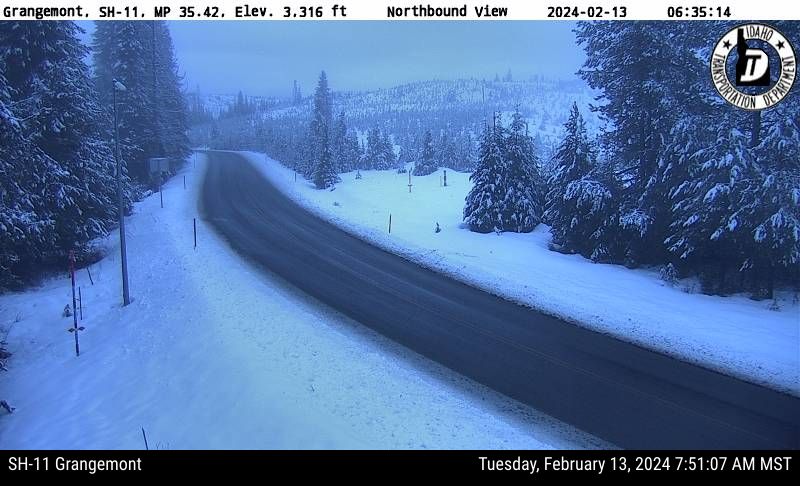 Grangemont, SH-11, MP 35.42, Elev. 3,316 ft Northbound View 2024-02-13 06:35:14
IDAHO
TRANSPORTATION DEPARTMENT
SH-11 Grangemont Tuesday, February 13, 2024 7:51:07 AM MST